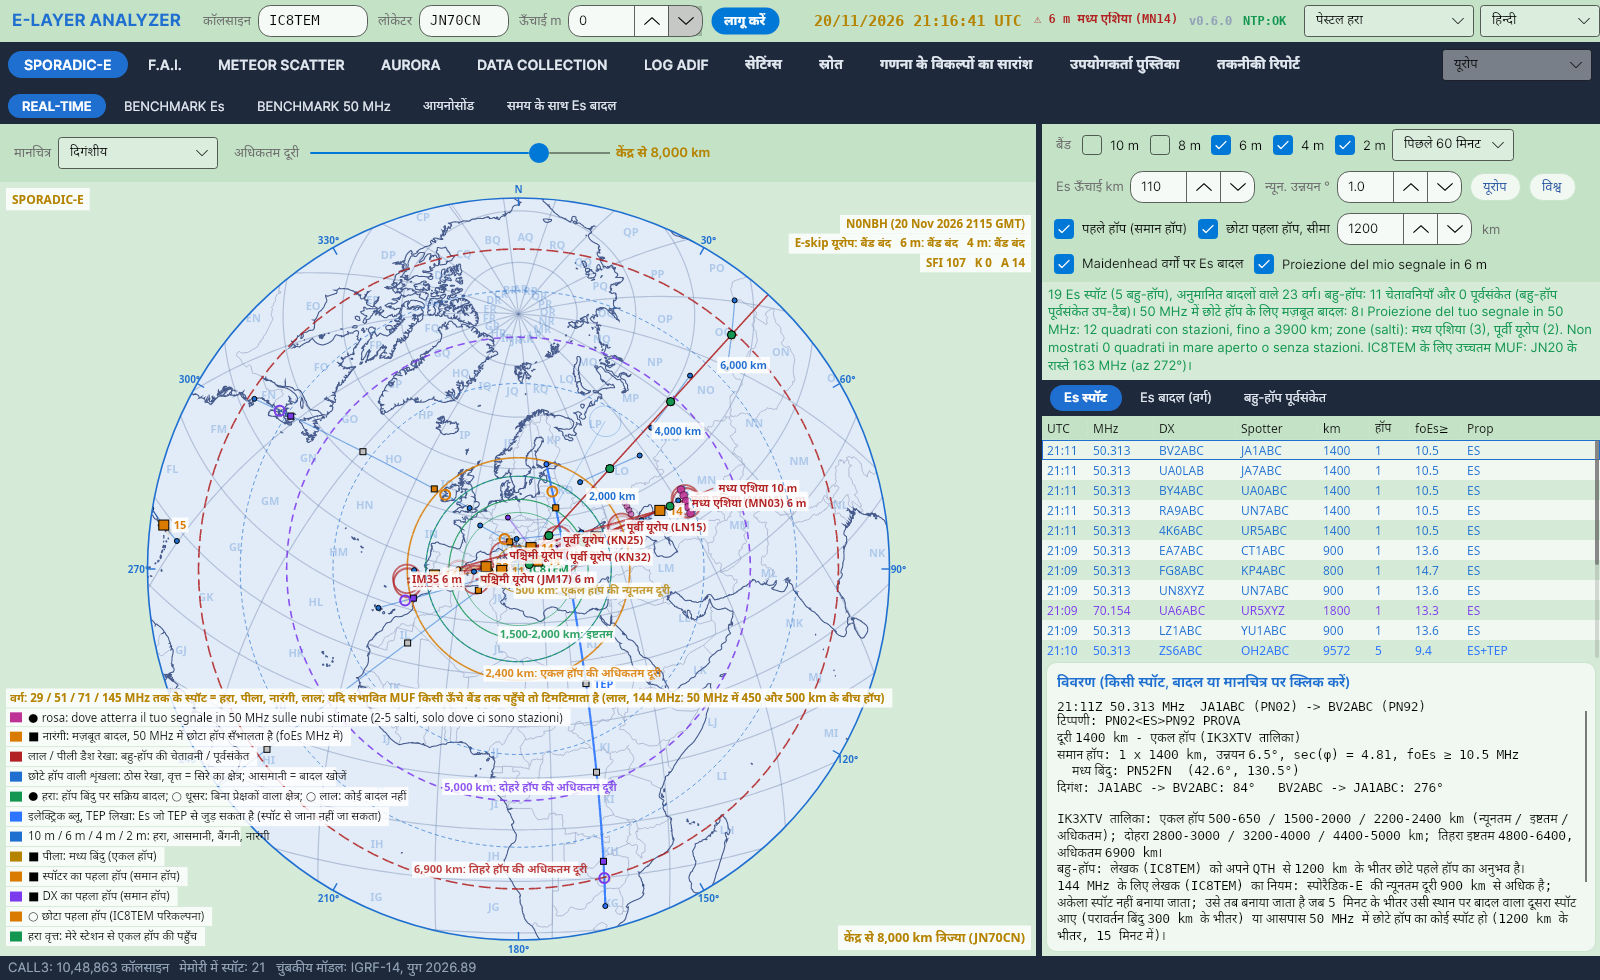 E-LAYER ANALYZER कॉलसाइन IC8TEM लोकेटर JN70CN ऊँचाई m 0 लागू करें 20/11/2026 21:16:41 UTC ⚠ 6 m मध्य एशिया (MN14) v0.6.0 NTP:OK पेस्टल हरा हिन्दी
SPORADIC-E F.A.I. METEOR SCATTER AURORA DATA COLLECTION LOG ADIF सेटिंग्स स्रोत गणना के विकल्पों का सारांश उपयोगकर्ता पुस्तिका तकनीकी रिपोर्ट यूरोप
REAL-TIME BENCHMARK Es BENCHMARK 50 MHz आयनोसोंड समय के साथ Es बादल
मानचित्र दिगंशीय अधिकतम दूरी केंद्र से 8,000 km
SPORADIC-E
N0NBH (20 Nov 2026 2115 GMT)
E-skip यूरोप: बैंड बंद 6 m: बैंड बंद 4 m: बैंड बंद
SFI 107 K 0 A 14
N
330°
30°
300°
60°
270°
90°
120°
210°
150°
180°
6,000 km
4,000 km
2,000 km
मध्य एशिया 10 m
मध्य एशिया (MN03) 6 m
पूर्वी यूरोप (LN15)
पूर्वी यूरोप (KN25)
पश्चिमी यूरोप (
पूर्वी यूरोप (KN32)
IC8TEM
IM35 6 m
पश्चिमी यूरोप (JM17) 6 m
500 km: एकल हॉप की न्यूनतम दूरी
1,500-2,000 km: इष्टतम
2,400 km: एकल हॉप की अधिकतम दूरी
TEP
5,000 km: दोहरे हॉप की अधिकतम दूरी
6,900 km: तिहरे हॉप की अधिकतम दूरी
15
4
वर्ग: 29 / 51 / 71 / 145 MHz तक के स्पॉट = हरा, पीला, नारंगी, लाल; यदि संभावित MUF किसी ऊँचे बैंड तक पहुँचे तो टिमटिमाता है (लाल, 144 MHz: 50 MHz में 450 और 500 km के बीच हॉप)
● rosa: dove atterra il tuo segnale in 50 MHz sulle nubi stimate (2-5 salti, solo dove ci sono stazioni)
■ नारंगी: मज़बूत बादल, 50 MHz में छोटा हॉप सँभालता है (foEs MHz में)
लाल / पीली डैश रेखा: बहु-हॉप की चेतावनी / पूर्वसंकेत
छोटे हॉप वाली शृंखला: ठोस रेखा, वृत्त = सिरे का क्षेत्र; आसमानी = बादल खोजें
● हरा: हॉप बिंदु पर सक्रिय बादल; ○ धूसर: बिना प्रेक्षकों वाला क्षेत्र; ○ लाल: कोई बादल नहीं
इलेक्ट्रिक ब्लू, TEP लिखा: Es जो TEP से जुड़ सकता है (स्पॉट से जाना नहीं जा सकता)
10 m / 6 m / 4 m / 2 m: हरा, आसमानी, बैंगनी, नारंगी
■ पीला: मध्य बिंदु (एकल हॉप)
■ स्पॉटर का पहला हॉप (समान हॉप)
■ DX का पहला हॉप (समान हॉप)
○ छोटा पहला हॉप (IC8TEM परिकल्पना)
हरा वृत्त: मेरे स्टेशन से एकल हॉप की पहुँच
केंद्र से 8,000 km त्रिज्या (JN70CN)
बैंड 10 m 8 m 6 m 4 m 2 m पिछले 60 मिनट
Es ऊँचाई km 110 न्यून. उन्नयन ° 1.0 यूरोप विश्व
पहले हॉप (समान हॉप) छोटा पहला हॉप, सीमा 1200 km
Maidenhead वर्गों पर Es बादल Proiezione del mio segnale in 6 m
19 Es स्पॉट (5 बहु-हॉप), अनुमानित बादलों वाले 23 वर्ग। बहु-हॉप: 11 चेतावनियाँ और 0 पूर्वसंकेत (बहु-हॉप
पूर्वसंकेत उप-टैब)। 50 MHz में छोटे हॉप के लिए मज़बूत बादल: 8। Proiezione del tuo segnale in 50
MHz: 12 quadrati con stazioni, fino a 3900 km; zone (salti): मध्य एशिया (3), पूर्वी यूरोप (2). Non
mostrati 0 quadrati in mare aperto o senza stazioni. IC8TEM के लिए उच्चतम MUF: JN20 के
रास्ते 163 MHz (az 272°)।
Es स्पॉट Es बादल (वर्ग) बहु-हॉप पूर्वसंकेत
UTC MHz DX Spotter km हॉप foEs≥ Prop
21:11 50.313 BV2ABC JA1ABC 1400 1 10.5 ES
21:11 50.313 UA0LAB JA7ABC 1400 1 10.5 ES
21:11 50.313 BY4ABC UA0ABC 1400 1 10.5 ES
21:11 50.313 RA9ABC UN7ABC 1400 1 10.5 ES
21:11 50.313 4K6ABC UR5ABC 1400 1 10.5 ES
21:09 50.313 EA7ABC CT1ABC 900 1 13.6 ES
21:09 50.313 FG8ABC KP4ABC 800 1 14.7 ES
21:09 50.313 UN8XYZ UN7ABC 900 1 13.6 ES
21:09 70.154 UA6ABC UR5XYZ 1800 1 13.3 ES
21:09 50.313 LZ1ABC YU1ABC 900 1 13.6 ES
21:10 50.313 ZS6ABC OH2ABC 9572 5 9.4 ES+TEP
विवरण (किसी स्पॉट, बादल या मानचित्र पर क्लिक करें)
21:11Z 50.313 MHz JA1ABC (PN02) -> BV2ABC (PN92)
टिप्पणी: PN02<ES>PN92 PROVA
दूरी 1400 km - एकल हॉप (IK3XTV तालिका)
समान हॉप: 1 x 1400 km, उन्नयन 6.5°, sec(φ) = 4.81, foEs ≥ 10.5 MHz
मध्य बिंदु: PN52FN (42.6°, 130.5°)
दिगंश: JA1ABC -> BV2ABC: 84° BV2ABC -> JA1ABC: 276°
IK3XTV तालिका: एकल हॉप 500-650 / 1500-2000 / 2200-2400 km (न्यूनतम / इष्टतम /
अधिकतम); दोहरा 2800-3000 / 3200-4000 / 4400-5000 km; तिहरा इष्टतम 4800-6400,
अधिकतम 6900 km।
बहु-हॉप: लेखक (IC8TEM) को अपने QTH से 1200 km के भीतर छोटे पहले हॉप का अनुभव है।
144 MHz के लिए लेखक (IC8TEM) का नियम: स्पोरैडिक-E की न्यूनतम दूरी 900 km से अधिक है;
अकेला स्पॉट नहीं बनाया जाता; उसे तब बनाया जाता है जब 5 मिनट के भीतर उसी स्थान पर बादल वाला दूसरा स्पॉट
आए (परावर्तन बिंदु 300 km के भीतर) या आसपास 50 MHz में छोटे हॉप का कोई स्पॉट हो (1200 km के
भीतर, 15 मिनट में)।
CALL3: 10,48,863 कॉलसाइन मेमोरी में स्पॉट: 21 चुंबकीय मॉडल: IGRF-14, युग 2026.89